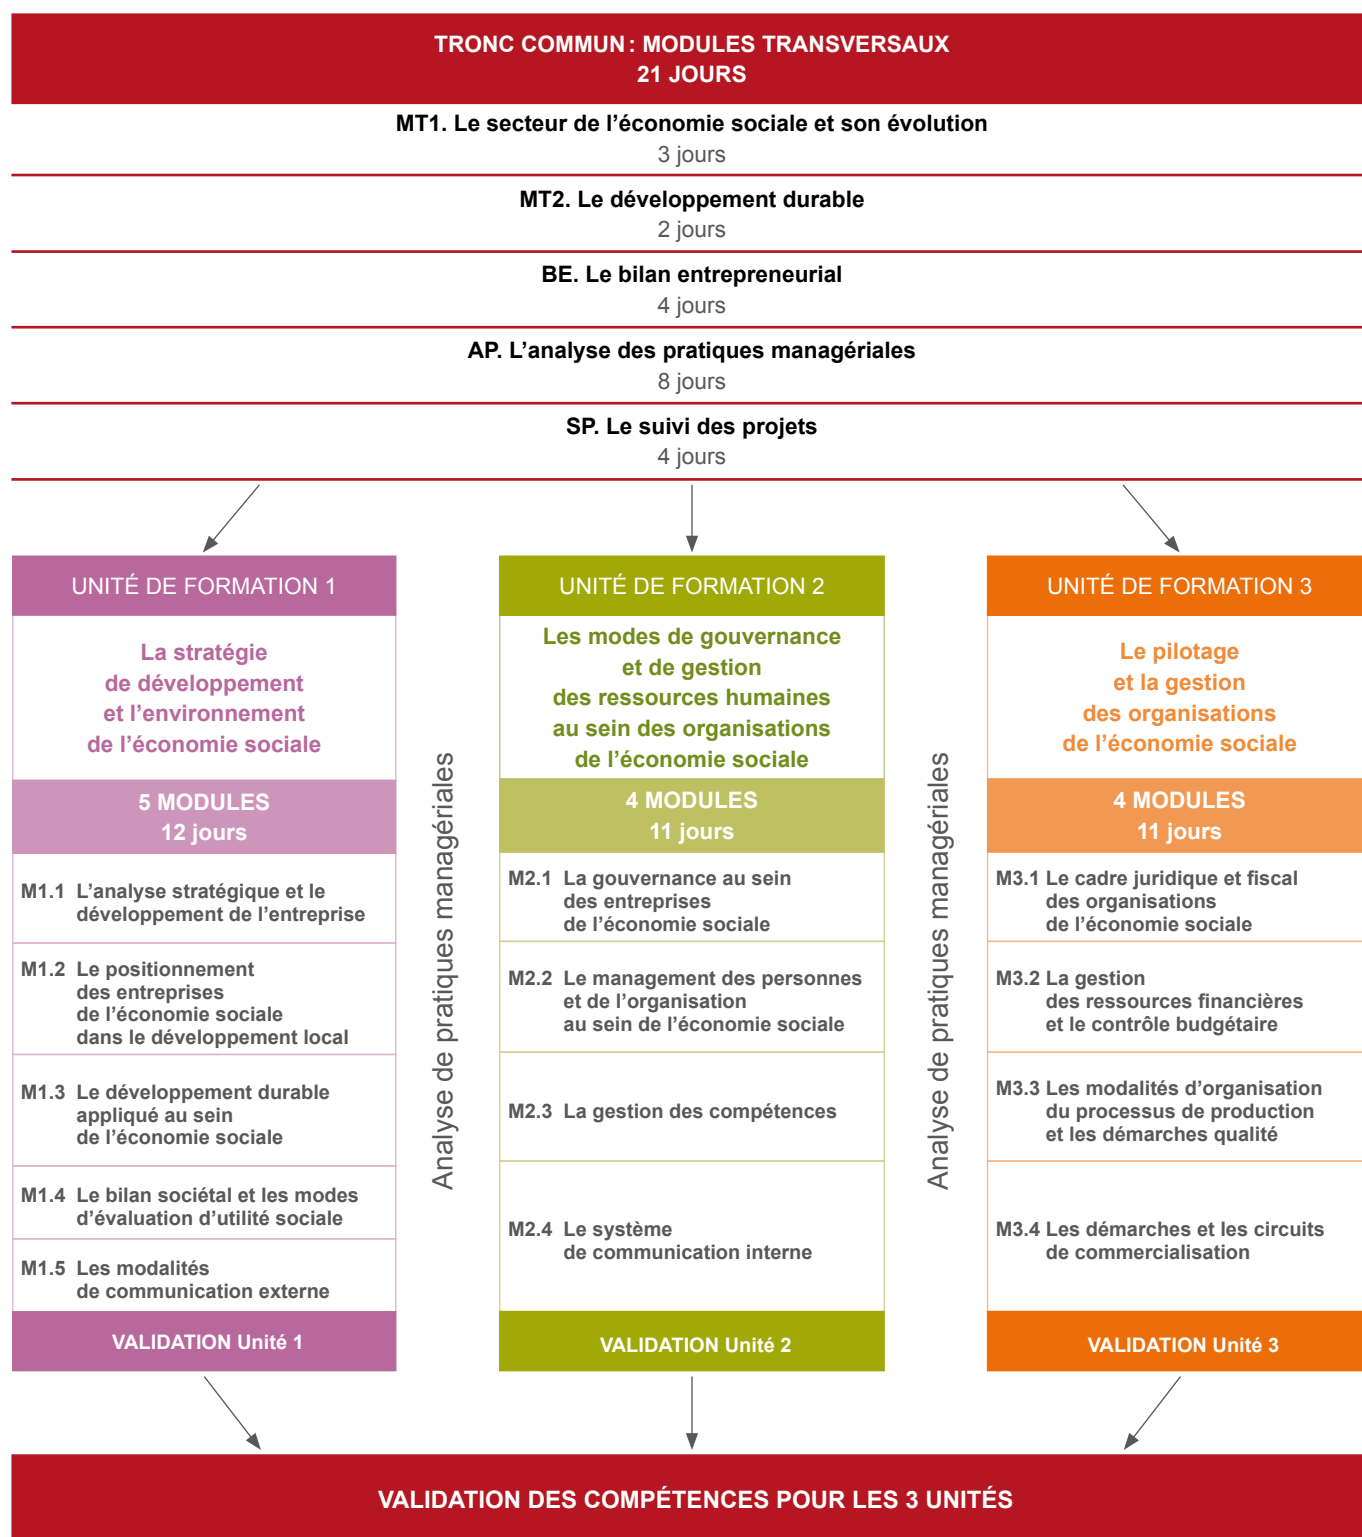 TRONC COMMUN : MODULES TRANSVERSAUX
21 JOURS
MT1. Le secteur de l’économie sociale et son évolution
3 jours
MT2. Le développement durable
2 jours
BE. Le bilan entrepreneurial
4 jours
AP. L’analyse des pratiques managériales
8 jours
SP. Le suivi des projets
4 jours
UNITÉ DE FORMATION 1
La stratégie
de développement
et l’environnement
de l’économie sociale
5 MODULES
12 jours
M1.1 L’analyse stratégique et le
développement de l’entreprise
M1.2 Le positionnement
des entreprises
de l’économie sociale
dans le développement local
M1.3 Le développement durable
appliqué au sein
de l’économie sociale
M1.4 Le bilan sociétal et les modes
d’évaluation d’utilité sociale
M1.5 Les modalités
de communication externe
VALIDATION Unité 1
Analyse de pratiques managériales
UNITÉ DE FORMATION 2
Les modes de gouvernance
et de gestion
des ressources humaines
au sein des organisations
de l’économie sociale
4 MODULES
11 jours
M2.1 La gouvernance au sein
des entreprises
de l’économie sociale
M2.2 Le management des personnes
et de l’organisation
au sein de l’économie sociale
M2.3 La gestion des compétences
M2.4 Le système
de communication interne
VALIDATION Unité 2
Analyse de pratiques managériales
UNITÉ DE FORMATION 3
Le pilotage
et la gestion
des organisations
de l’économie sociale
4 MODULES
11 jours
M3.1 Le cadre juridique et fiscal
des organisations
de l’économie sociale
M3.2 La gestion
des ressources financières
et le contrôle budgétaire
M3.3 Les modalités d’organisation
du processus de production
et les démarches qualité
M3.4 Les démarches et les circuits
de commercialisation
VALIDATION Unité 3
VALIDATION DES COMPÉTENCES POUR LES 3 UNITÉS